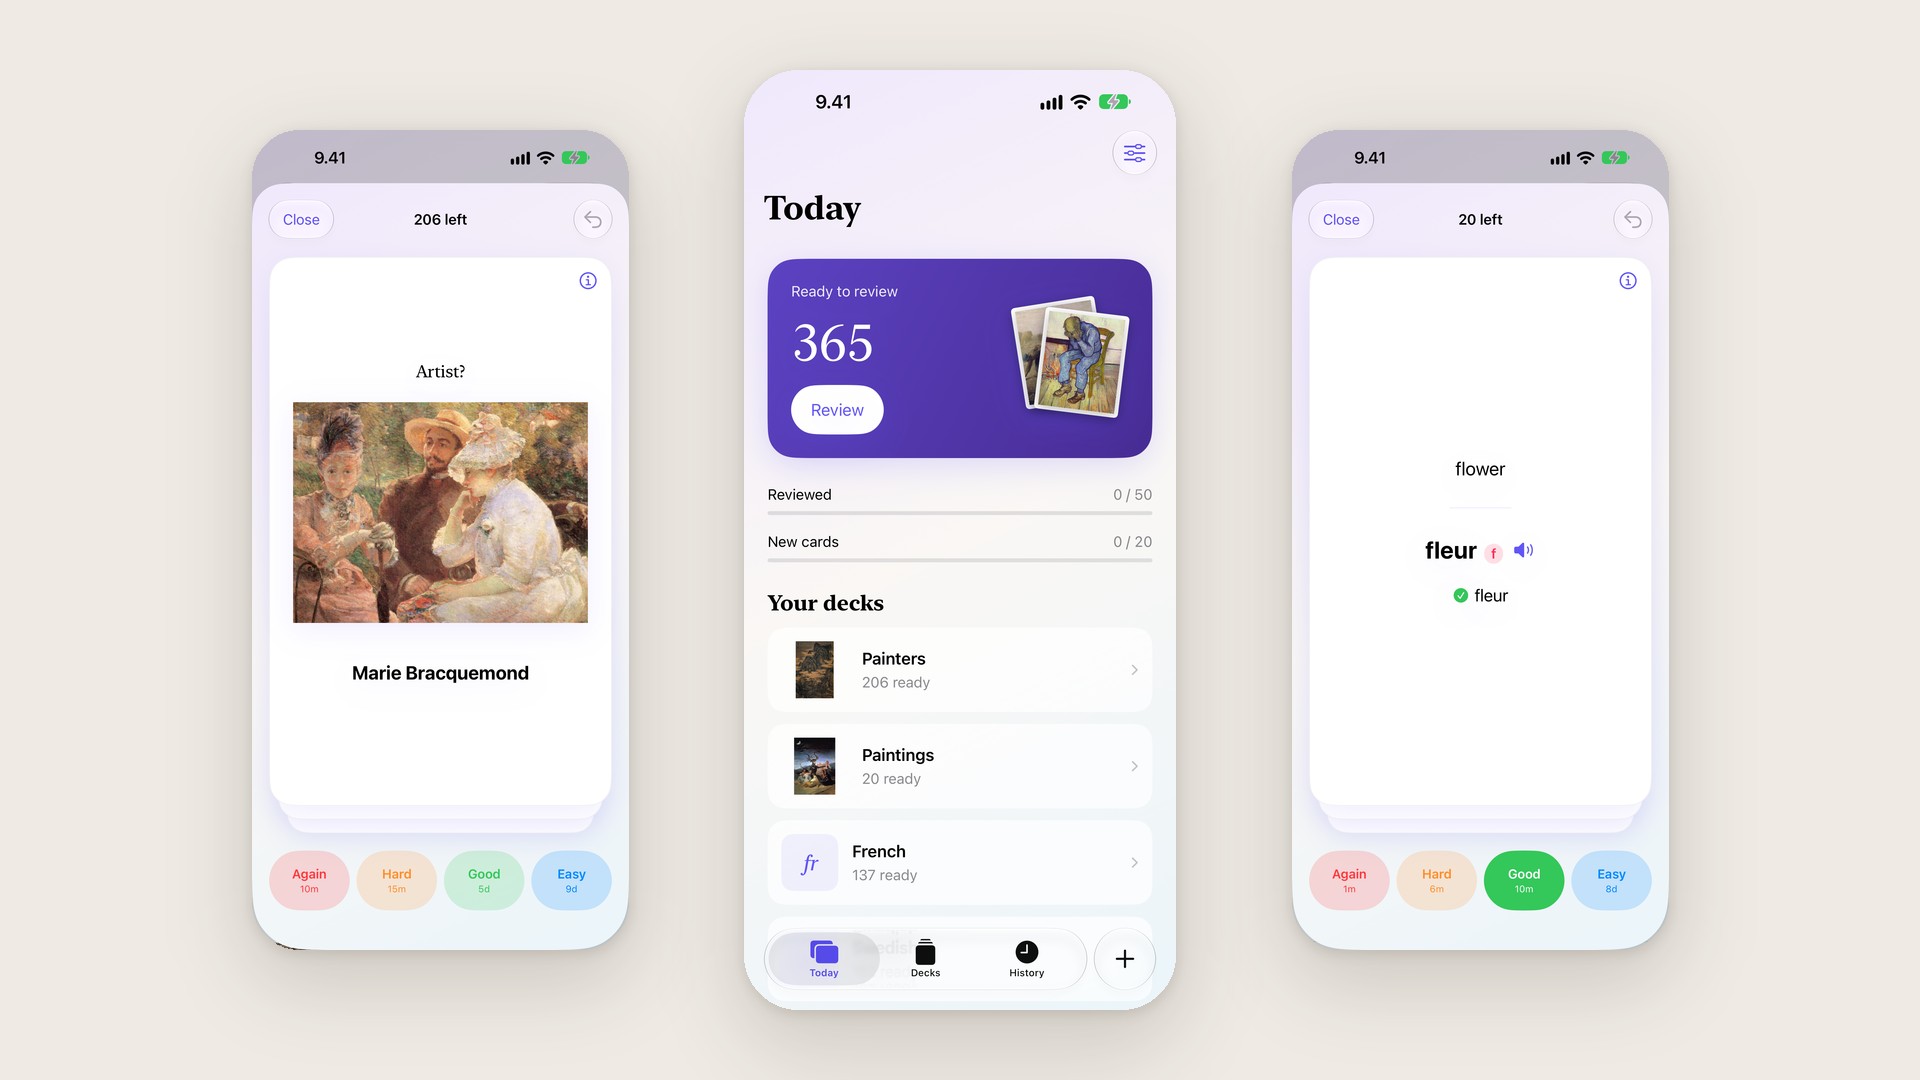 9.41
Close
206 left
Artist?
Marie Bracquemond
Again
10m
Hard
15m
Good
5d
Easy
9d
9.41
Today
Ready to review
365
Review
Reviewed
0 / 50
New cards
0 / 20
Your decks
Painters
206 ready
Paintings
20 ready
fr
French
137 ready
Today
Decks
History
9.41
Close
20 left
flower
fleur f
fleur
Again
1m
Hard
6m
Good
10m
Easy
8d